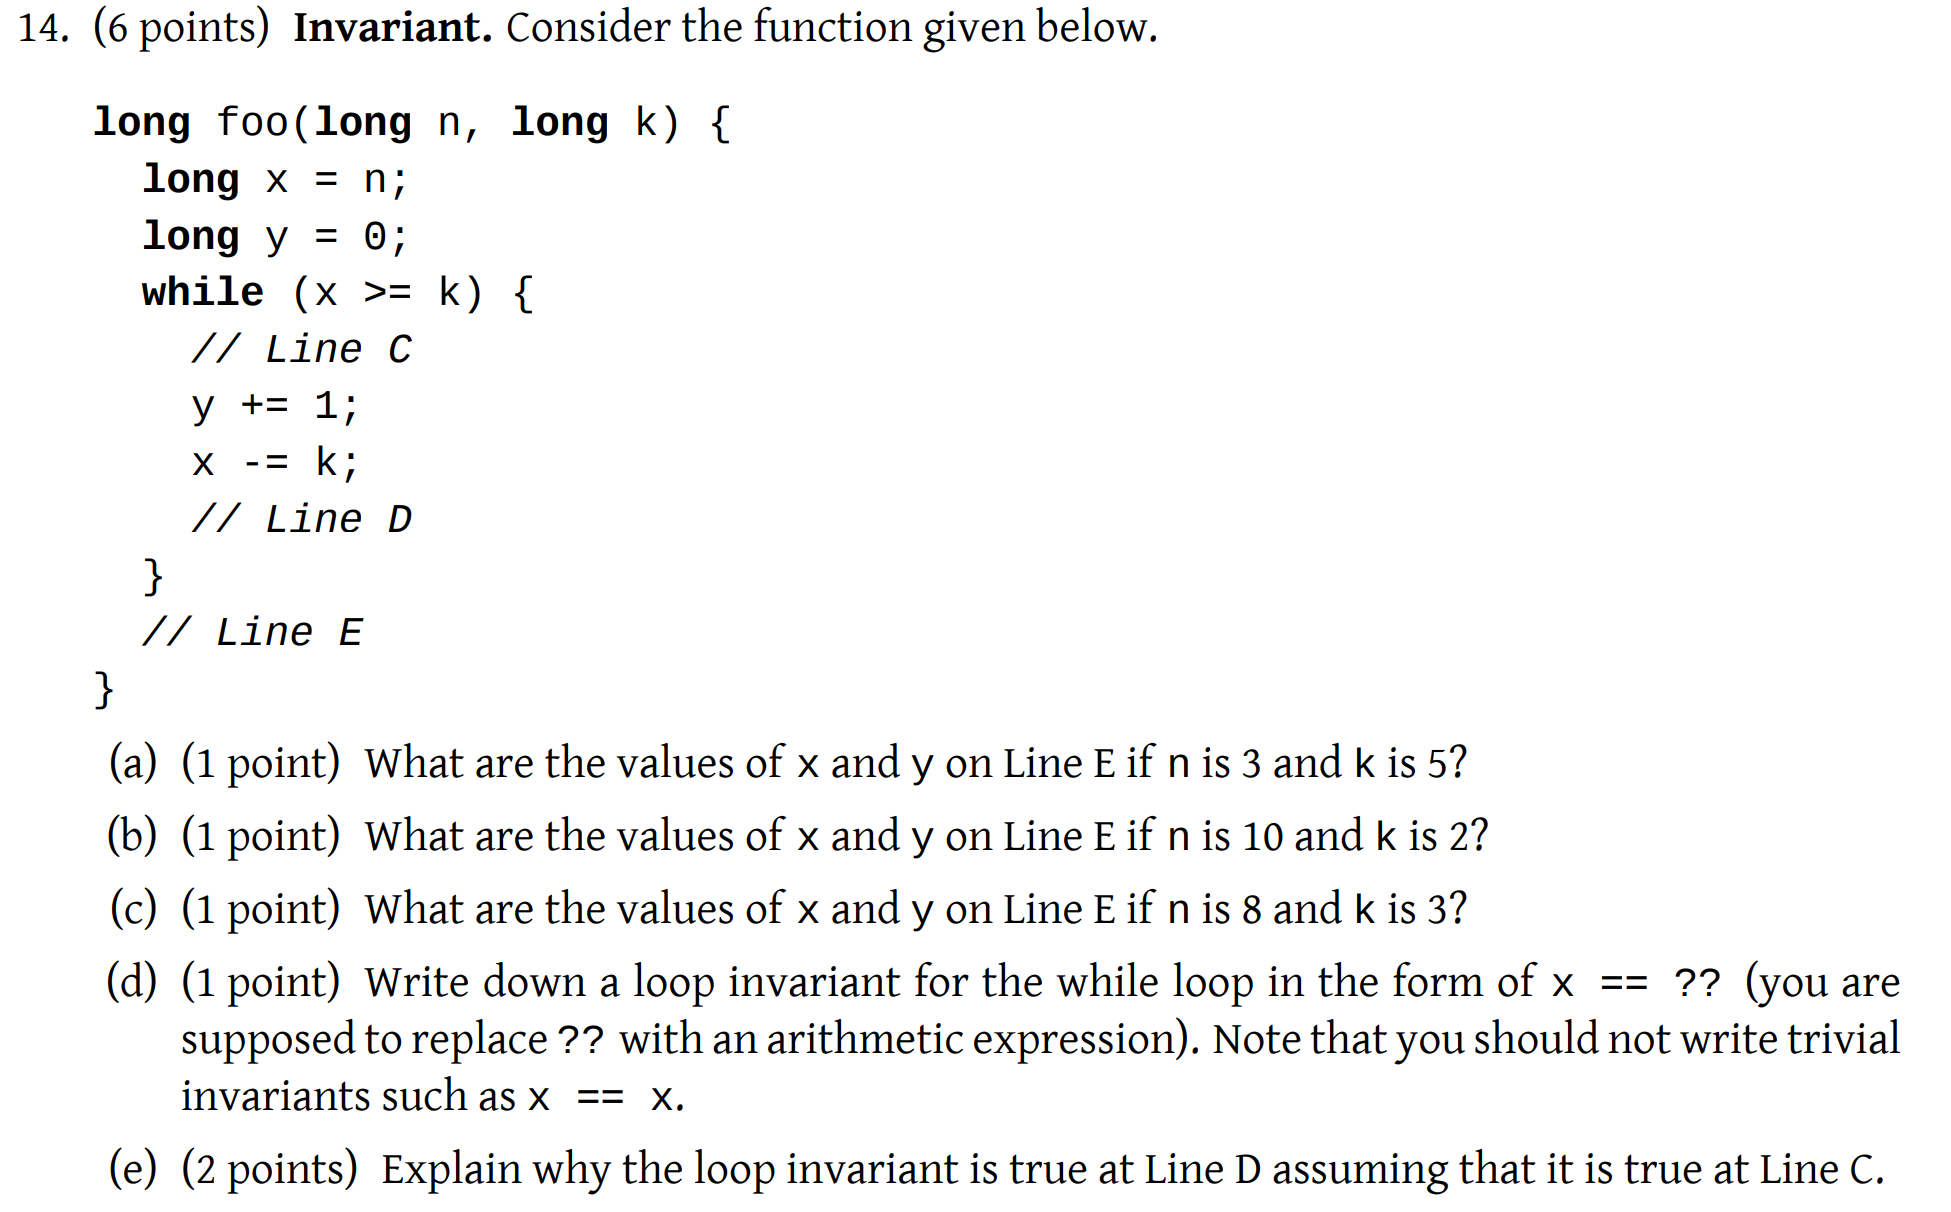 14. (6 points) Invariant. Consider the function given below.
long foo(long n, long k) {
long x = n;
long y = 0;
while (x >= k) {
// Line C
y += 1;
x -= k;
// Line D
}
// Line E
}
(a) (1 point) What are the values of x and y on Line E if n is 3 and k is 5?
(b) (1 point) What are the values of x and y on Line E if n is 10 and k is 2?
(c) (1 point) What are the values of x and y on Line E if n is 8 and k is 3?
(d) (1 point) Write down a loop invariant for the while loop in the form of x == ?? (you are
supposed to replace ?? with an arithmetic expression). Note that you should not write trivial
invariants such as x == x.
(e) (2 points) Explain why the loop invariant is true at Line D assuming that it is true at Line C.